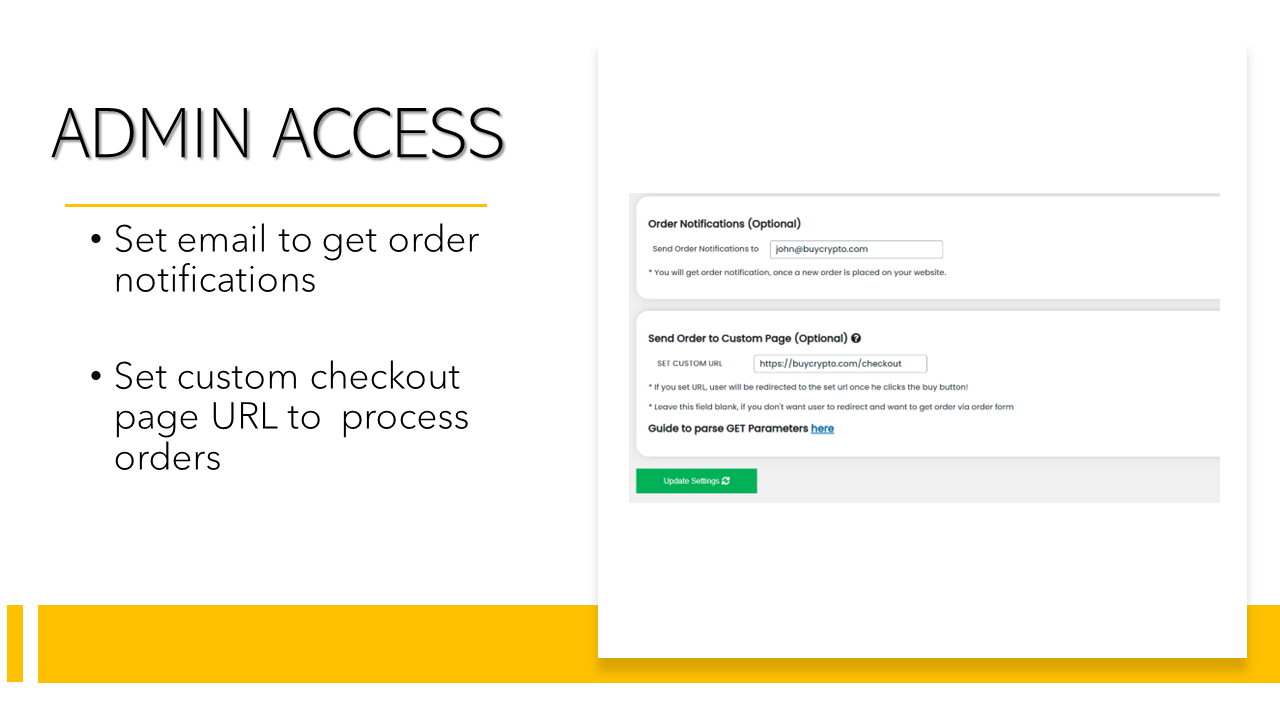 ADMIN ACCESS
• Set email to get order
notifications
• Set custom checkout
page URL to  process
orders
Order Notifications (Optional)
Send Order Notifications to john@buycrypto.com
* You will get order notification, once a new order is placed on your website.
Send Order to Custom Page (Optional)
SET CUSTOM URL https://buycrypto.com/checkout
* If you set URL, user will be redirected to the set url once he clicks the buy button!
* Leave this field blank, if you don't want user to redirect and want to get order via order form
Guide to parse GET Parameters here
Update Settings